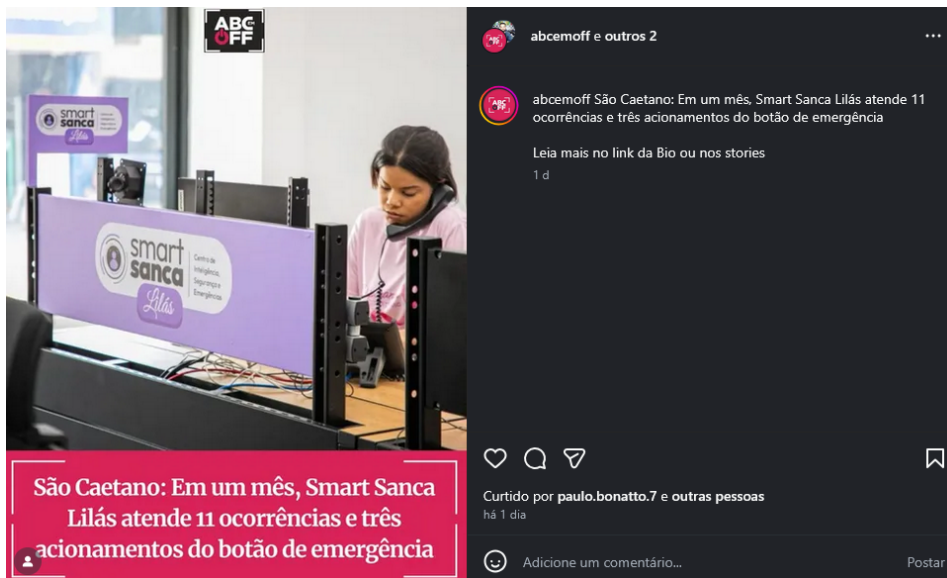 ABC EM
OFF
smart
sanca
Lilás
smart
sanca
Lilás
Centro de
Inteligência,
Segurança e
Emergências
São Caetano: Em um mês, Smart Sanca
Lilás atende 11 ocorrências e três
acionamentos do botão de emergência
abcemoff e outros 2
abcemoff São Caetano: Em um mês, Smart Sanca Lilás atende 11
ocorrências e três acionamentos do botão de emergência
Leia mais no link da Bio ou nos stories
1 d
Curtido por paulo.bonatto.7 e outras pessoas
há 1 dia
Adicione um comentário...
Postar